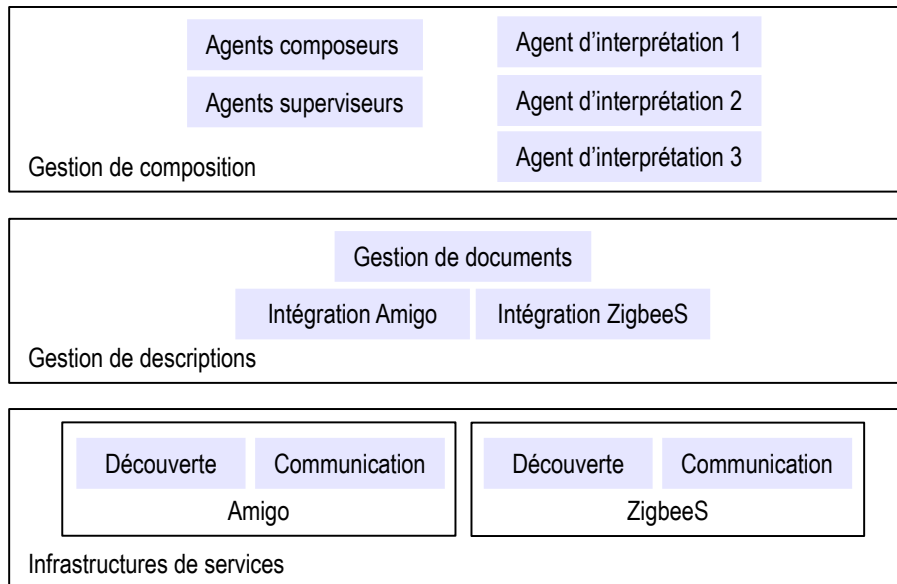 Agents composeurs
Agent d’interprétation 1
Agents superviseurs
Agent d’interprétation 2
Agent d’interprétation 3
Gestion de composition
Gestion de documents
Intégration Amigo
Intégration ZigbeeS
Gestion de descriptions
Découverte
Communication
Amigo
Découverte
Communication
ZigbeeS
Infrastructures de services